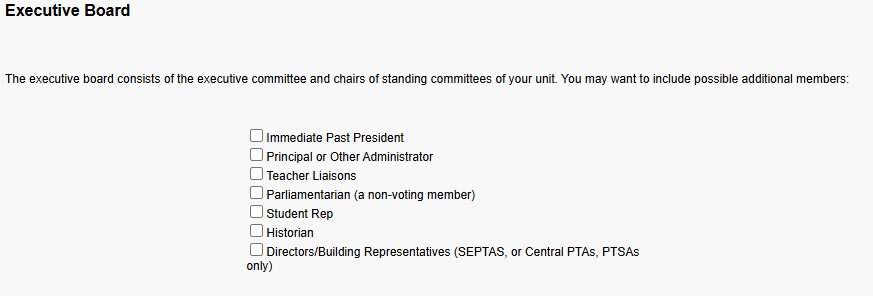 Executive Board
The executive board consists of the executive committee and chairs of standing committees of your unit. You may want to include possible additional members:
Immediate Past President
Principal or Other Administrator
Teacher Liaisons
Parliamentarian (a non-voting member)
Student Rep
Historian
Directors/Building Representatives (SEPTAS, or Central PTAs, PTSAs
only)